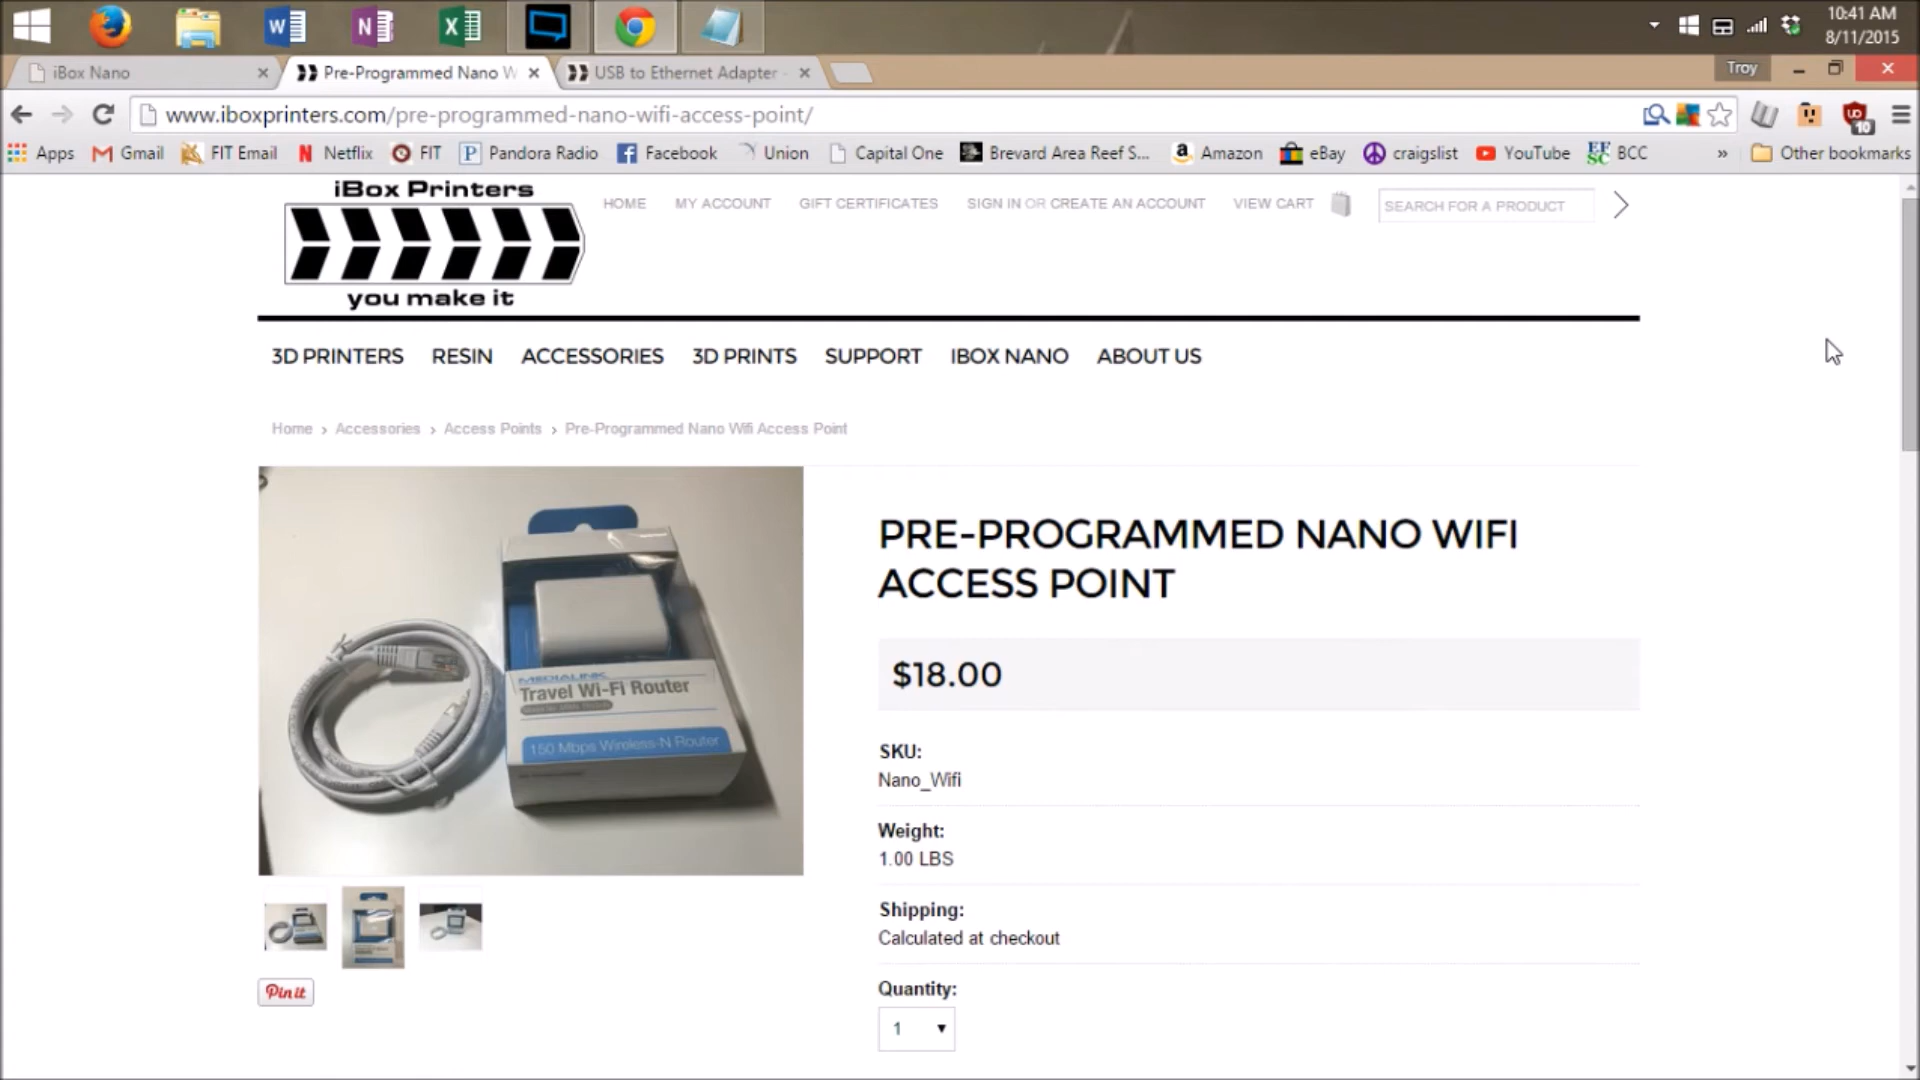 10:41 AM
8/11/2015
iBox Nano
Pre-Programmed Nano W
USB to Ethernet Adapter -
Troy
www.iboxprinters.com/pre-programmed-nano-wifi-access-point/
10
Apps Gmail FIT Email Netflix FIT Pandora Radio Facebook Union Capital One Brevard Area Reef S... Amazon eBay craigslist YouTube BCC » Other bookmarks
iBox Printers
you make it
HOME MY ACCOUNT GIFT CERTIFICATES SIGN IN OR CREATE AN ACCOUNT VIEW CART SEARCH FOR A PRODUCT
3D PRINTERS RESIN ACCESSORIES 3D PRINTS SUPPORT IBOX NANO ABOUT US
Home › Accessories › Access Points › Pre-Programmed Nano Wifi Access Point
MEDIALINK
Travel Wi-Fi Router
150 Mbps Wireless-N Router
Pin it
PRE-PROGRAMMED NANO WIFI
ACCESS POINT
$18.00
SKU:
Nano_Wifi
Weight:
1.00 LBS
Shipping:
Calculated at checkout
Quantity:
1